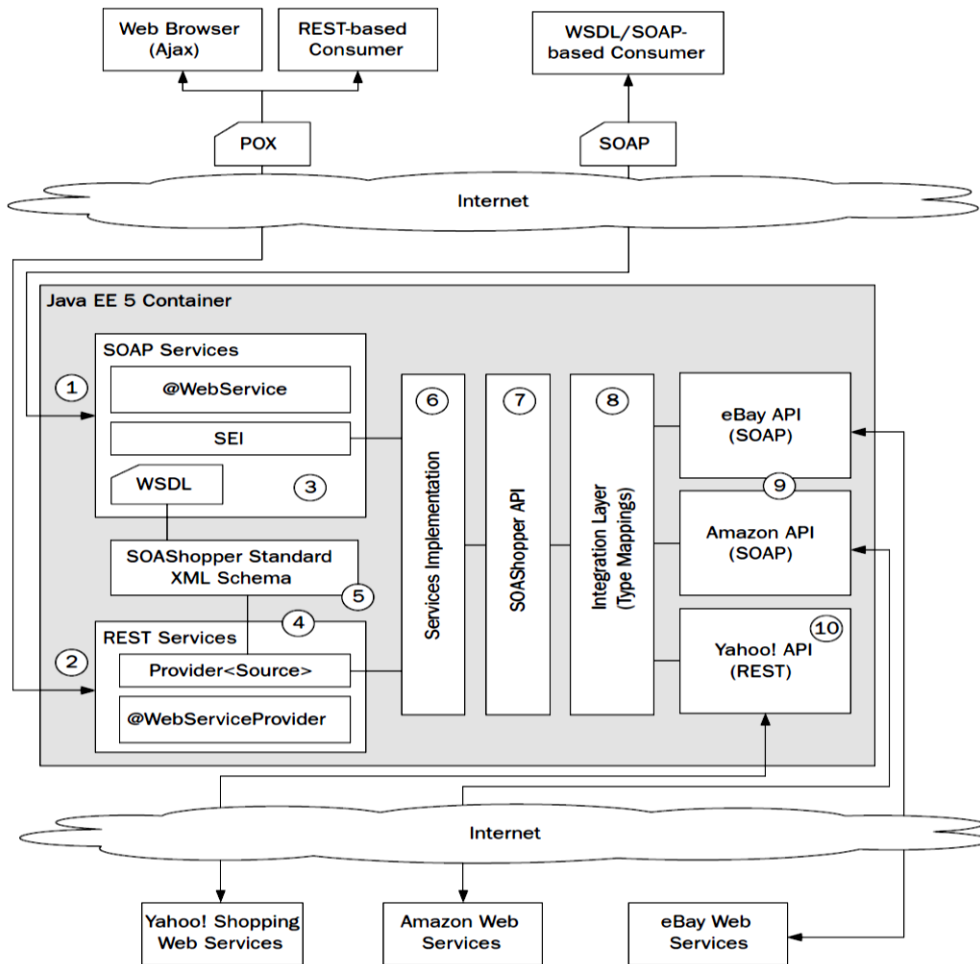 Web Browser
(Ajax)
REST-based
Consumer
WSDL/SOAP-
based Consumer
POX
SOAP
Internet
Java EE 5 Container
SOAP Services
1
@WebService
SEI
WSDL
3
SOAShopper Standard
XML Schema
5
4
REST Services
2
Provider<Source>
@WebServiceProvider
6
Services Implementation
7
SOAShopper API
8
Integration Layer
(Type Mappings)
eBay API
(SOAP)
9
Amazon API
(SOAP)
10
Yahoo! API
(REST)
Internet
Yahoo! Shopping
Web Services
Amazon Web
Services
eBay Web
Services